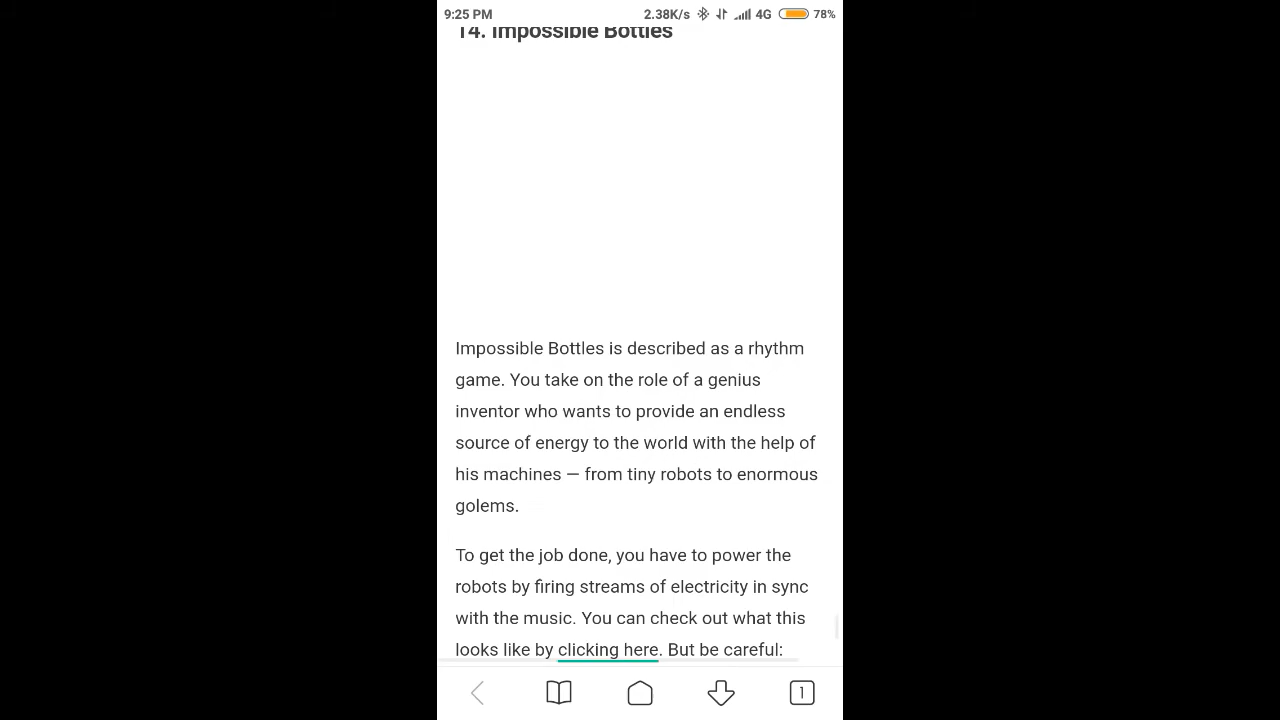 9:25 PM 2.38K/s 4G 78%
14. Impossible Bottles
Impossible Bottles is described as a rhythm
game. You take on the role of a genius
inventor who wants to provide an endless
source of energy to the world with the help of
his machines — from tiny robots to enormous
golems.
To get the job done, you have to power the
robots by firing streams of electricity in sync
with the music. You can check out what this
looks like by clicking here. But be careful:
1